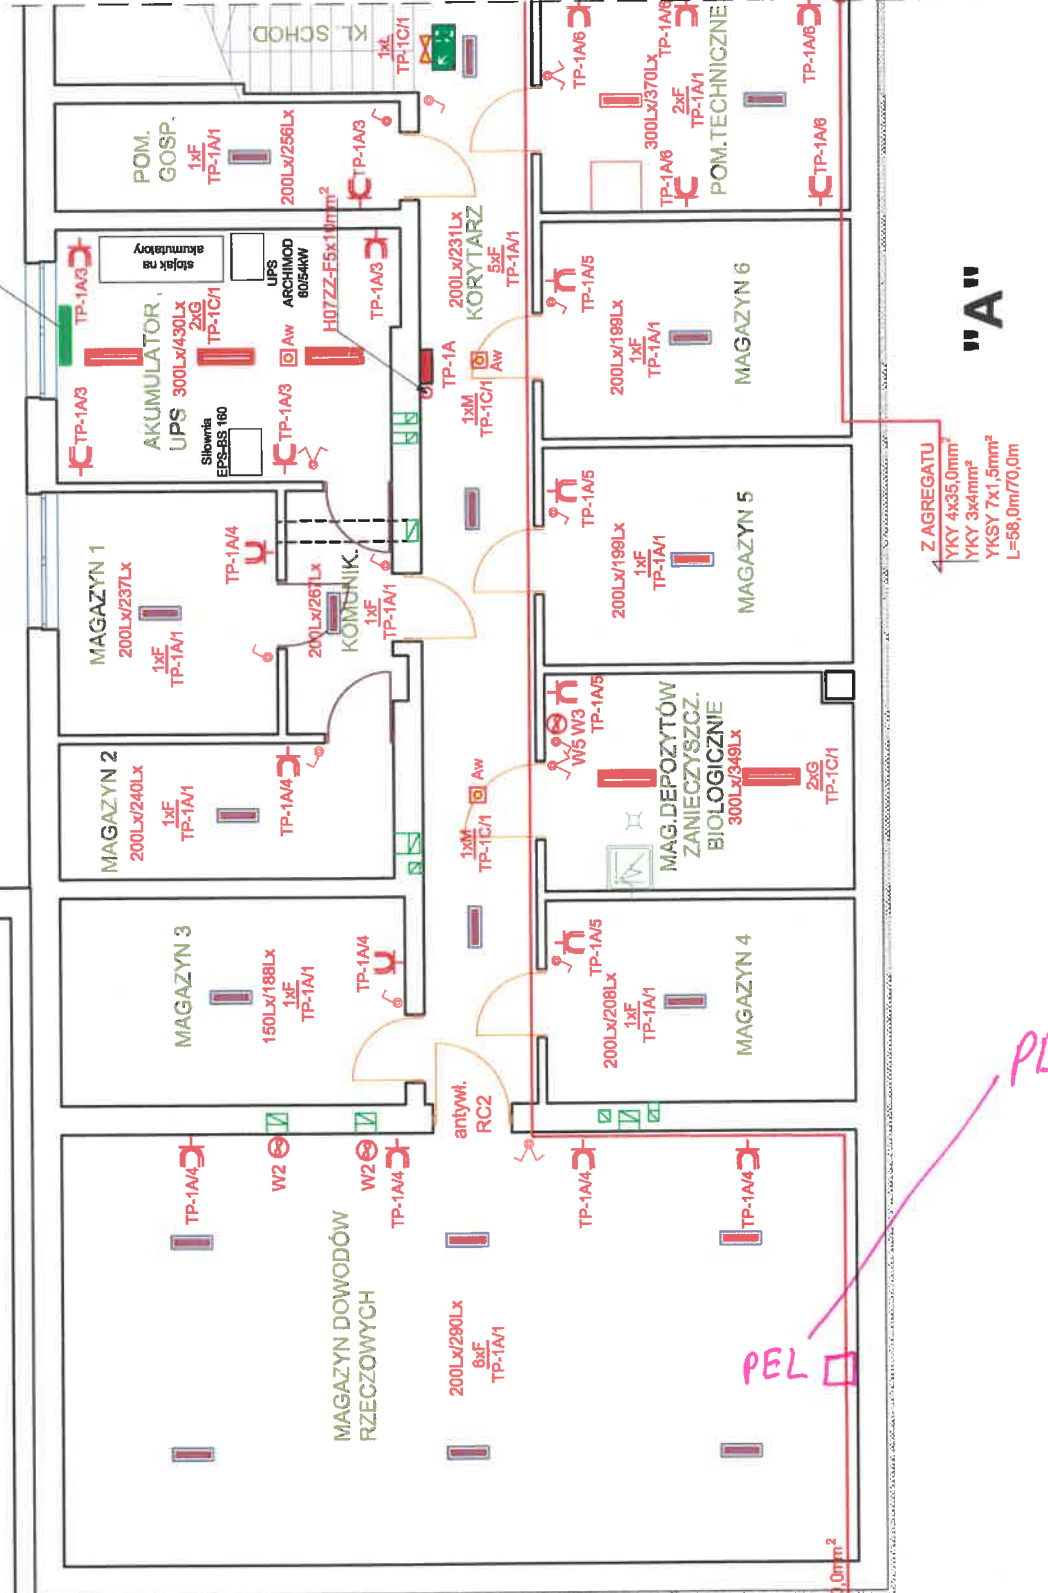 KL. SCHOD.
1xŁ
TP-1C/1
POM.
GOSP.
1xF
TP-1A/1
200Lx/256Lx
TP-1A/3
TP-1A/6
TP-1A/6
TP-1A/6
300Lx/370Lx
2xF
TP-1A/1
POM.TECHNICZNE
TP-1A/6
TP-1A/6
TP-1A/3
stojak na
akumulatory
UPS
ARCHIMOD
60/54kW
H07ZZ-F5x10mm²
TP-1A/3
AKUMULATOR
UPS
300Lx/430Lx
2xG
TP-1C/1
Aw
TP-1A/3
Siłownia
EPS-BS 160
TP-1A/3
TP-1A
200Lx/231Lx
KORYTARZ
5xF
TP-1A/1
1xM
TP-1C/1
Aw
TP-1A/5
200Lx/199Lx
1xF
TP-1A/1
MAGAZYN 6
"A"
Z AGREGATU
YKY 4x35,0mm²
YKY 3x4mm²
YKSY 7x1,5mm²
L=58,0m/70,0m
MAGAZYN 1
200Lx/237Lx
1xF
TP-1A/1
TP-1A/4
200Lx/267Lx
KOMUNIK.
1xF
TP-1A/1
TP-1A/5
200Lx/199Lx
1xF
TP-1A/1
MAGAZYN 5
MAGAZYN 2
200Lx/240Lx
1xF
TP-1A/1
TP-1A/4
1xM
TP-1C/1
Aw
W5 W3
TP-1A/5
MAG.DEPOZYTÓW
ZANIECZYSZCZ.
BIOLOGICZNIE
300Lx/349Lx
2xG
TP-1C/1
MAGAZYN 3
150Lx/188Lx
1xF
TP-1A/1
TP-1A/4
antywł.
RC2
TP-1A/5
200Lx/208Lx
1xF
TP-1A/1
MAGAZYN 4
TP-1A/4
W2
W2
TP-1A/4
TP-1A/4
TP-1A/4
MAGAZYN DOWODÓW
RZECZOWYCH
200Lx/290Lx
6xF
TP-1A/1
PEL
,0mm²